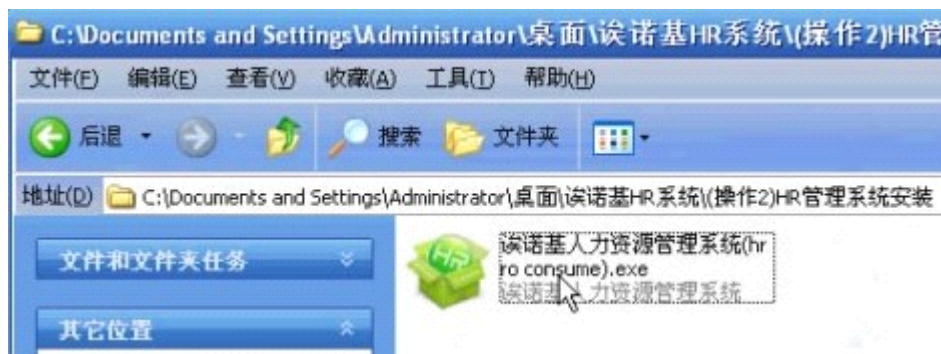 C:\Documents and Settings\Administrator\桌面\诶诺基HR系统\(操作2)HR管
文件(F) 编辑(E) 查看(V) 收藏(A) 工具(T) 帮助(H)
后退 搜索 文件夹
地址(D) C:\Documents and Settings\Administrator\桌面\诶诺基HR系统\(操作2)HR管理系统安装
文件和文件夹任务
HR
诶诺基人力资源管理系统(hr
ro consume).exe
诶诺基人力资源管理系统
其它位置